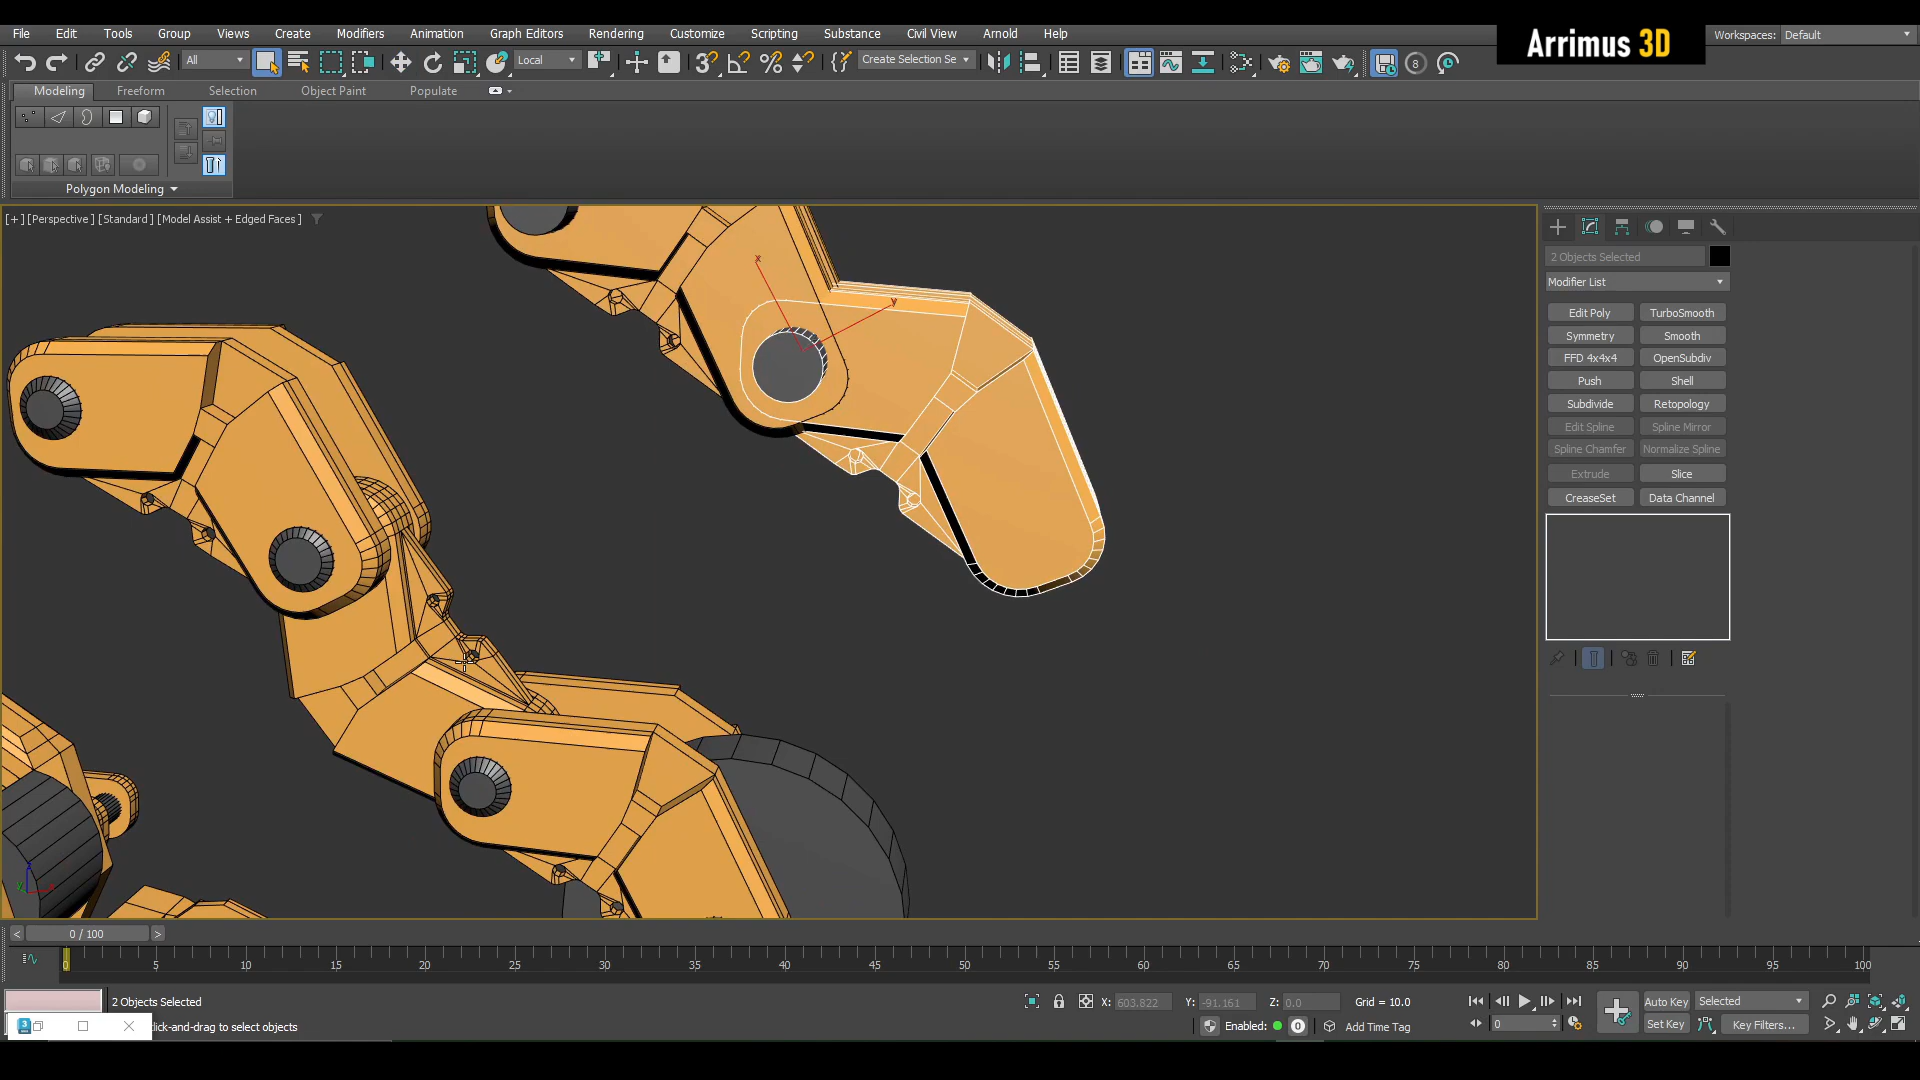 File Edit Tools Group Views Create Modifiers Animation Graph Editors Rendering Customize Scripting Substance Civil View Arnold Help
Arrimus 3D
Workspaces: Default
All
Local
Create Selection Se
8
Modeling Freeform Selection Object Paint Populate
Polygon Modeling
[+] [Perspective] [Standard] [Model Assist + Edged Faces]
x
y
2 Objects Selected
Modifier List
Edit Poly TurboSmooth
Symmetry Smooth
FFD 4x4x4 OpenSubdiv
Push Shell
Subdivide Retopology
Edit Spline Spline Mirror
Spline Chamfer Normalize Spline
Extrude Slice
CreaseSet Data Channel
< 0 / 100 >
0 5 10 15 20 25 30 35 40 45 50 55 60 65 70 75 80 85 90 95 100
2 Objects Selected
X: 603.822 Y: -91.161 Z: 0.0 Grid = 10.0
Auto Key Selected
3
click-and-drag to select objects
Enabled: 0 Add Time Tag
0
Set Key Key Filters...